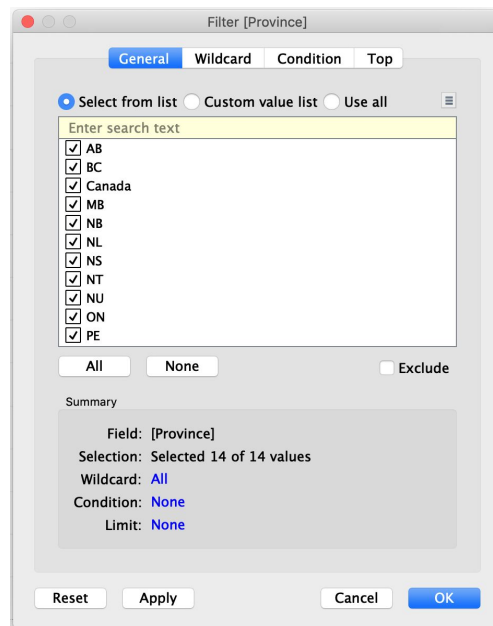 Filter [Province]
General Wildcard Condition Top
Select from list Custom value list Use all
Enter search text
AB
BC
Canada
MB
NB
NL
NS
NT
NU
ON
PE
All None Exclude
Summary
Field: [Province]
Selection: Selected 14 of 14 values
Wildcard: All
Condition: None
Limit: None
Reset Apply Cancel OK